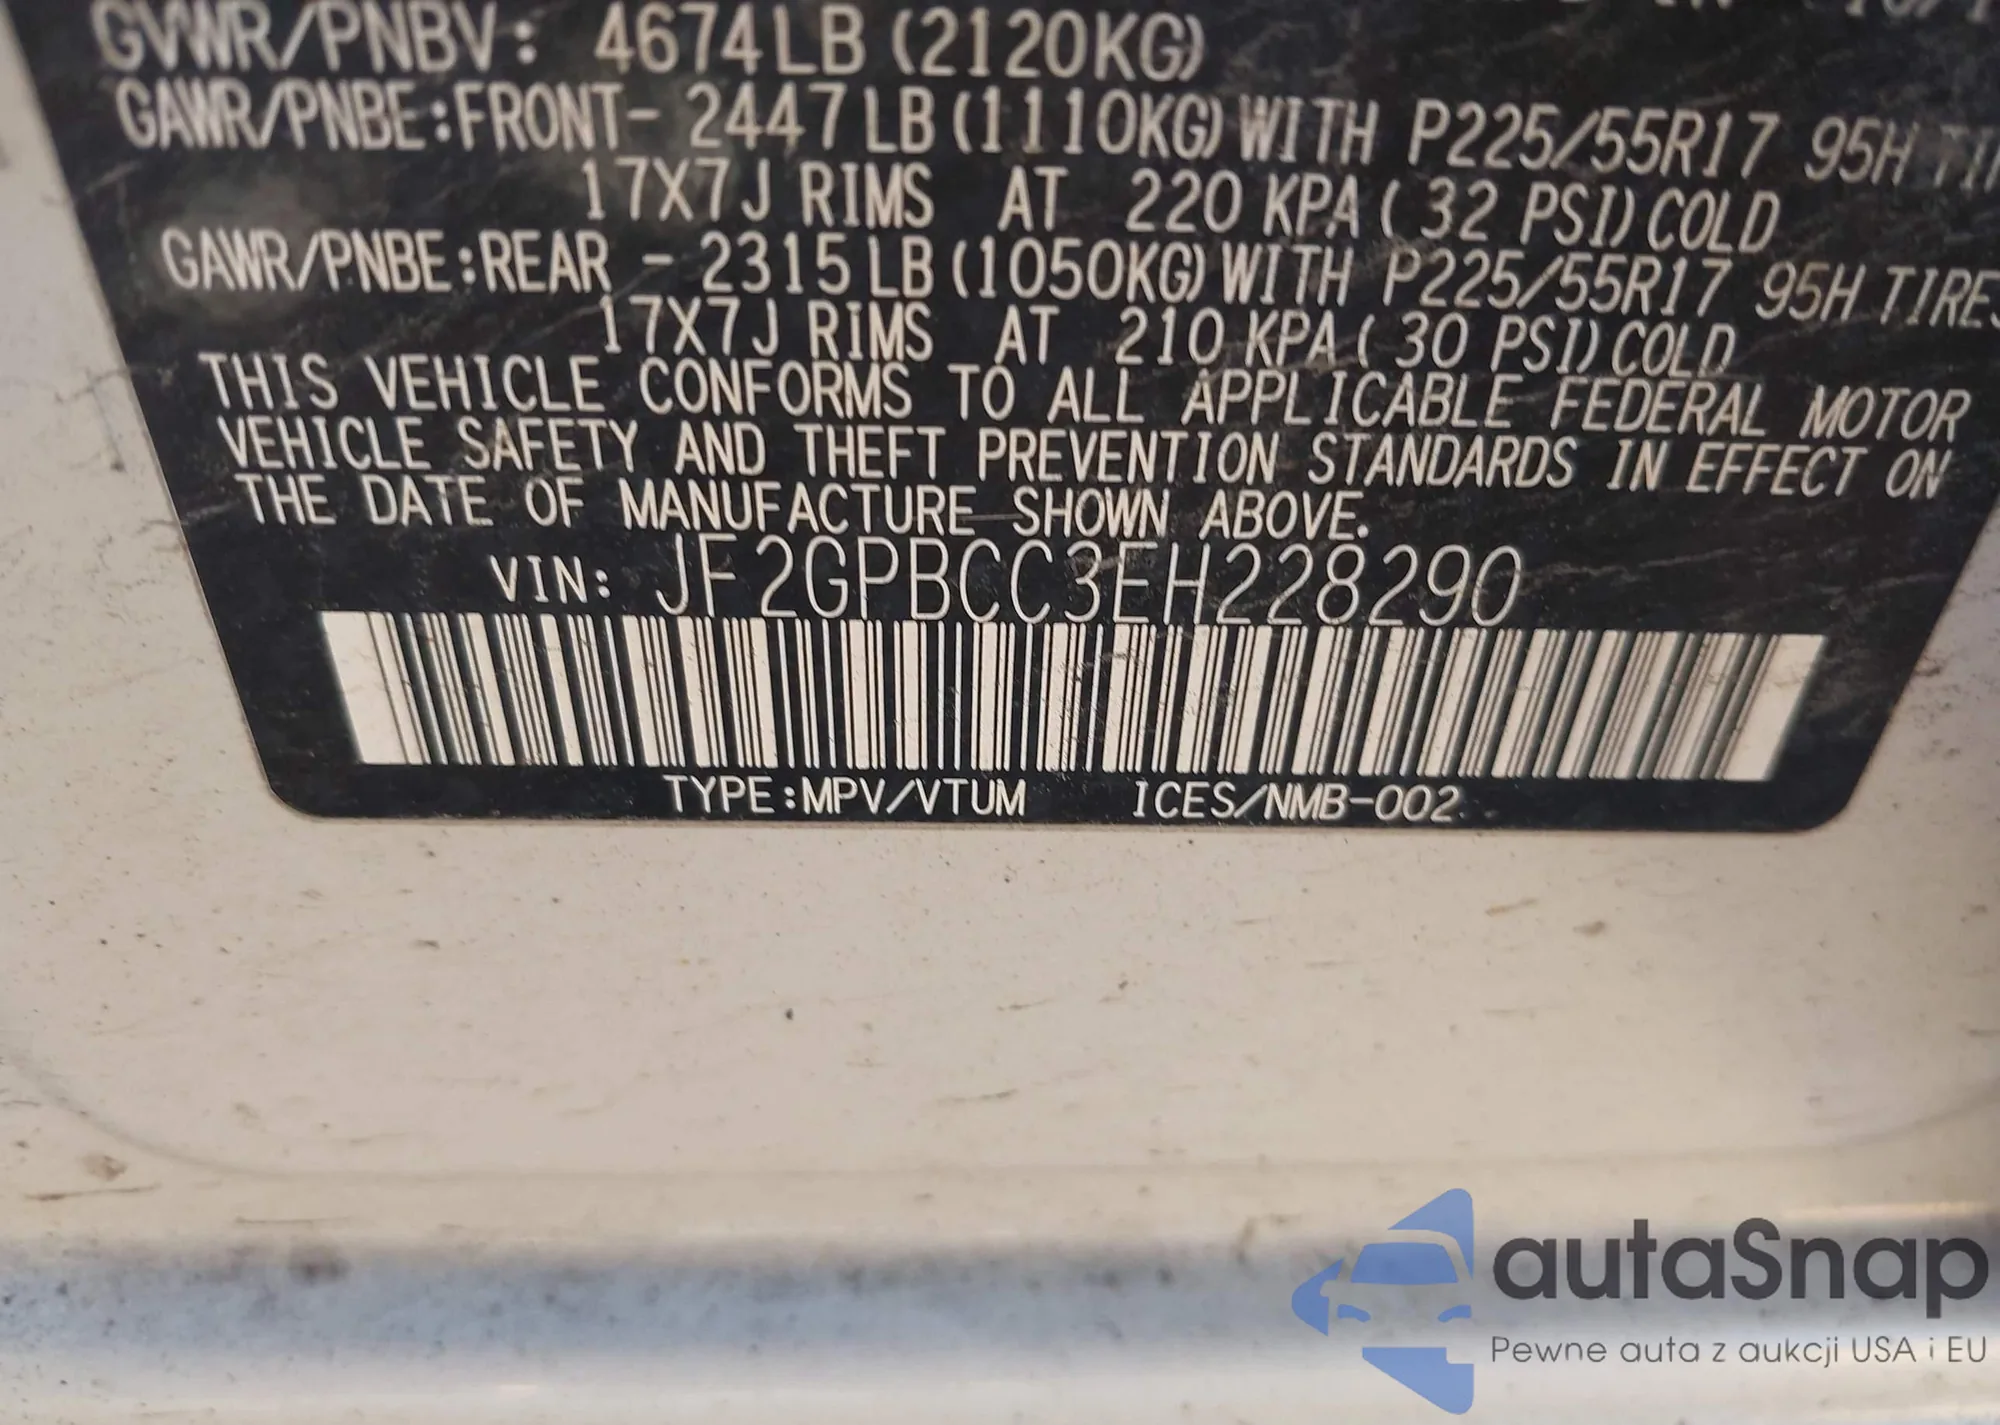 GVWR/PNBV: 4674LB (2120KG)
GAWR/PNBE:FRONT- 2447LB(1110KG)WITH P225/55R17 95H
17X7J RIMS AT 220 KPA( 32 PSI)COLD
GAWR/PNBE:REAR - 2315LB(1050KG)WITH P225/55R17 95H TIRES
17X7J RIMS AT 210 KPA( 30 PSI)COLD
THIS VEHICLE CONFORMS TO ALL APPLICABLE FEDERAL MOTOR
VEHICLE SAFETY AND THEFT PREVENTION STANDARDS IN EFFECT ON
THE DATE OF MANUFACTURE SHOWN ABOVE.
VIN: JF2GPBCC3EH228290
TYPE:MPV/VTUM ICES/NMB-002
autaSnap
Pewne auta z aukcji USA i EU